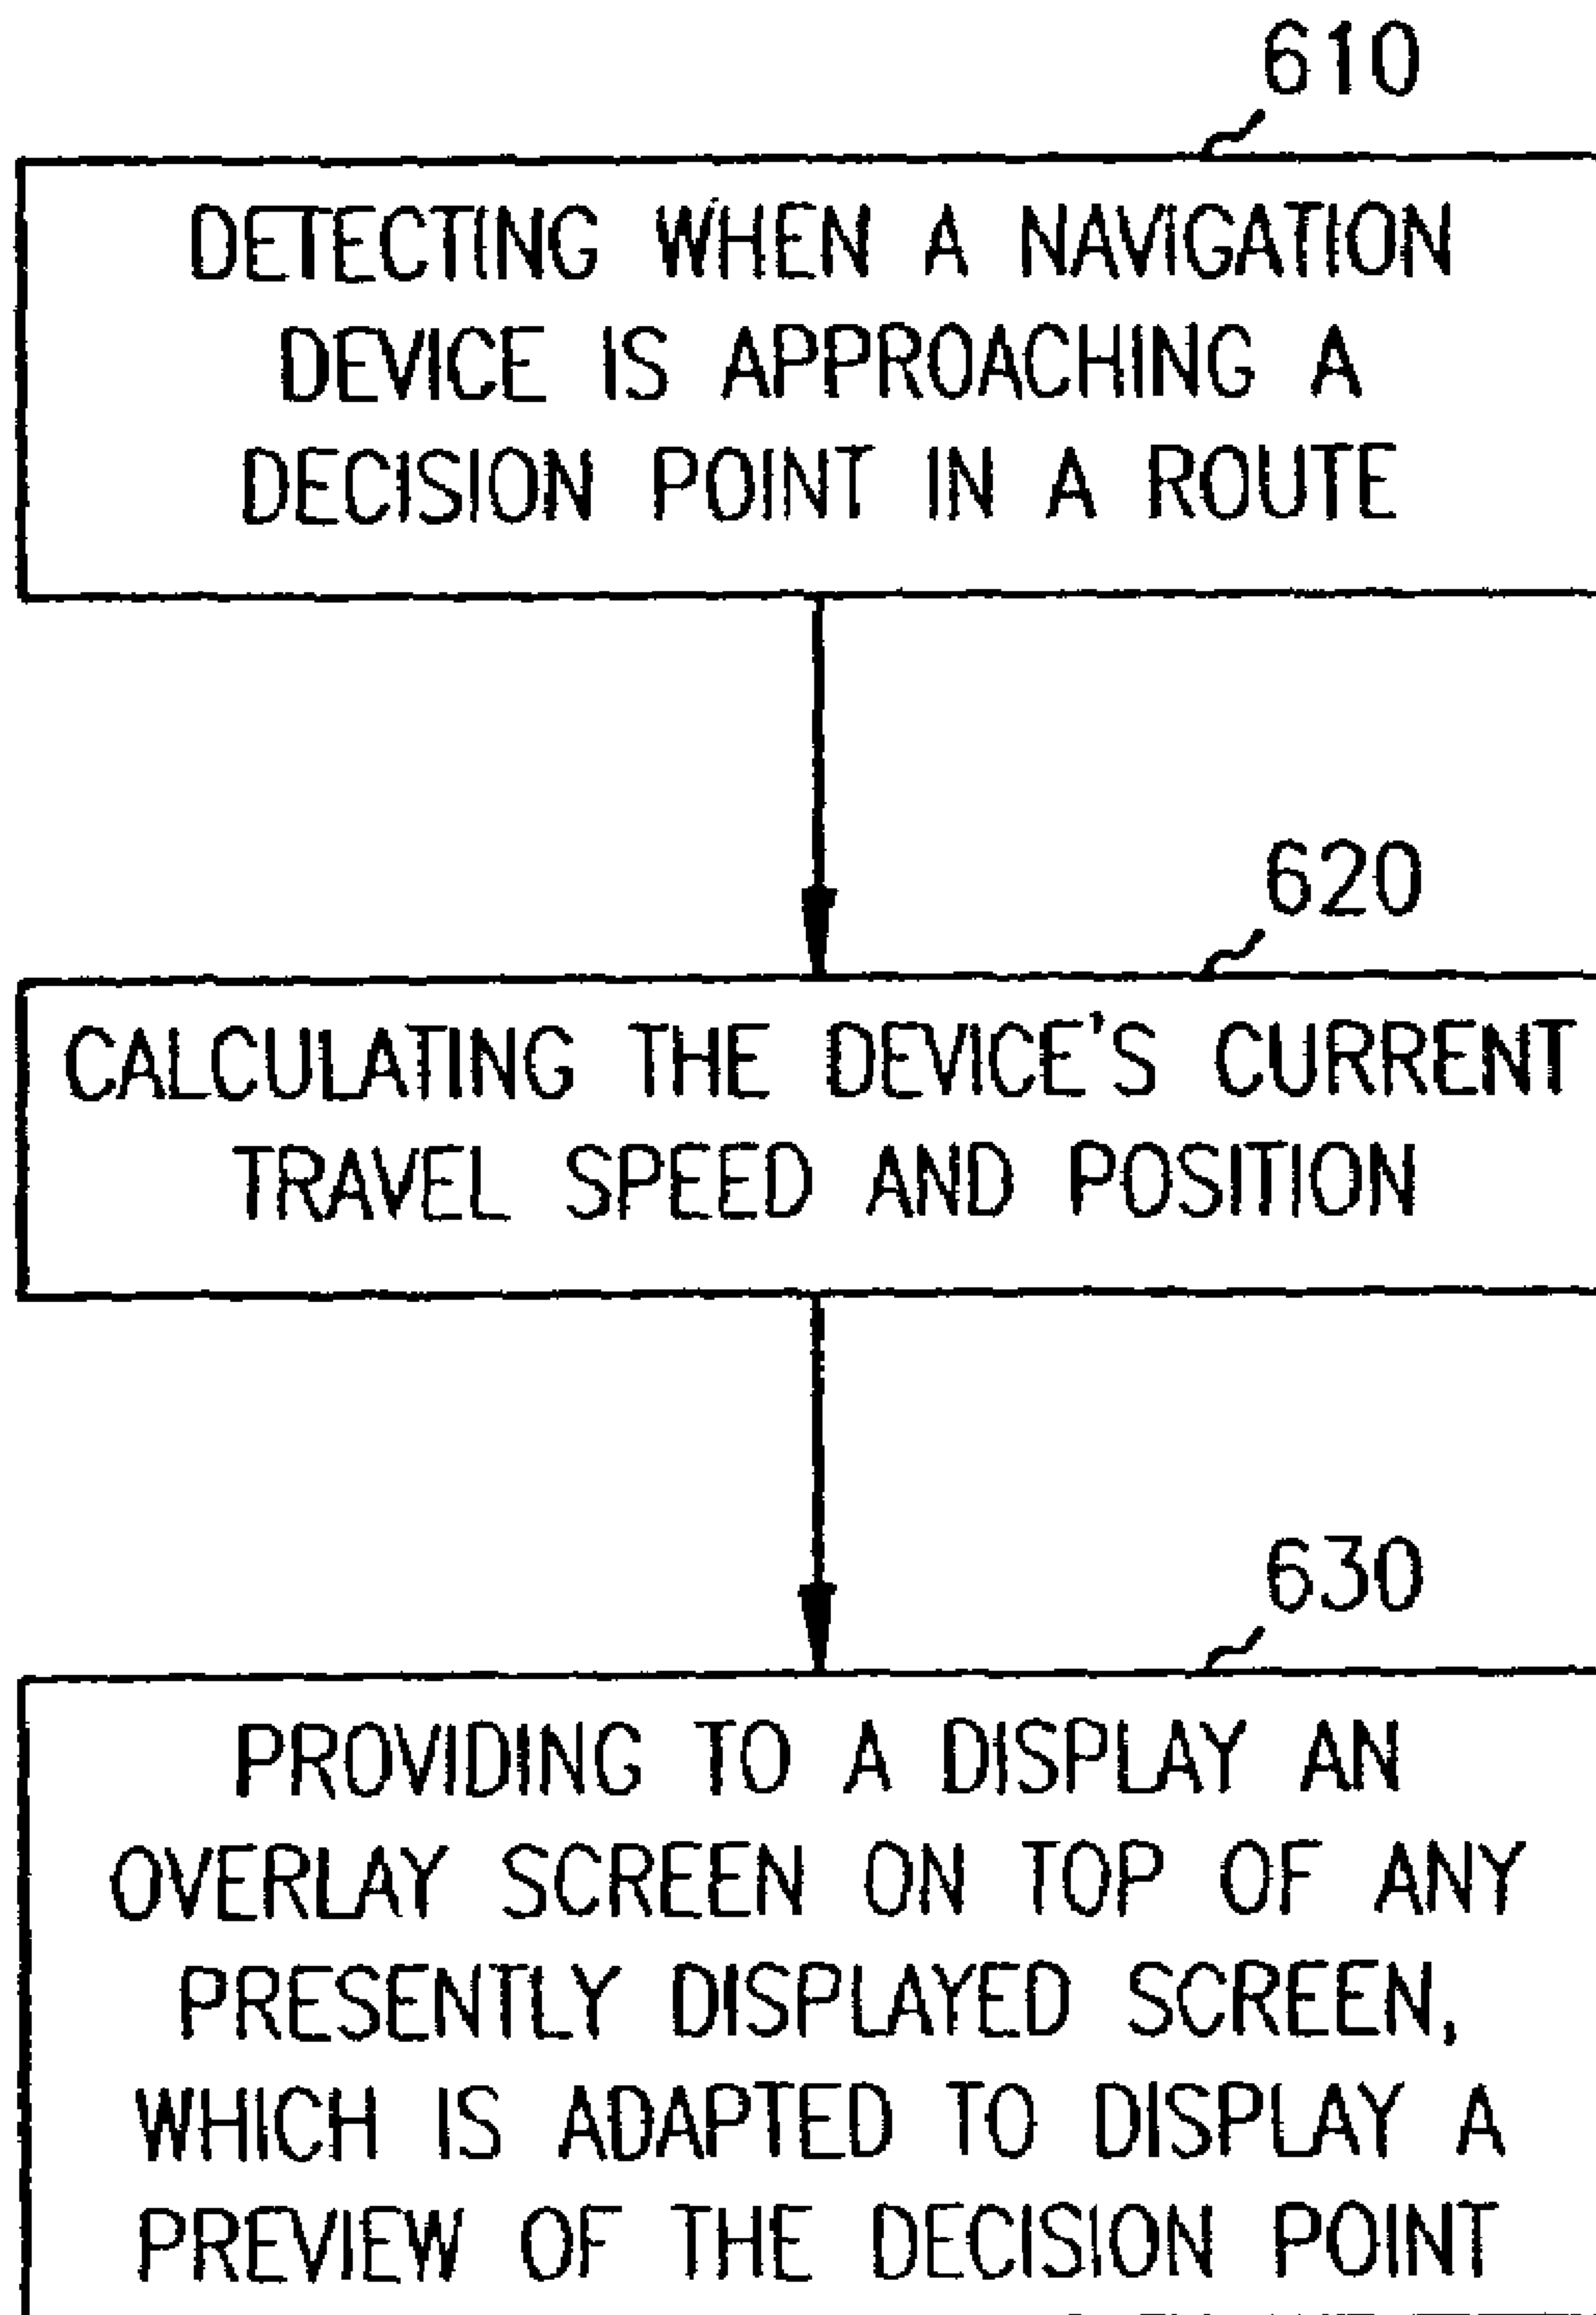 610
DETECTING WHEN A NAVIGATION
DEVICE IS APPROACHING A
DECISION POINT IN A ROUTE
620
CALCULATING THE DEVICE'S CURRENT
TRAVEL SPEED AND POSITION
630
PROVIDING TO A DISPLAY AN
OVERLAY SCREEN ON TOP OF ANY
PRESENTLY DISPLAYED SCREEN,
WHICH IS ADAPTED TO DISPLAY A
PREVIEW OF THE DECISION POINT